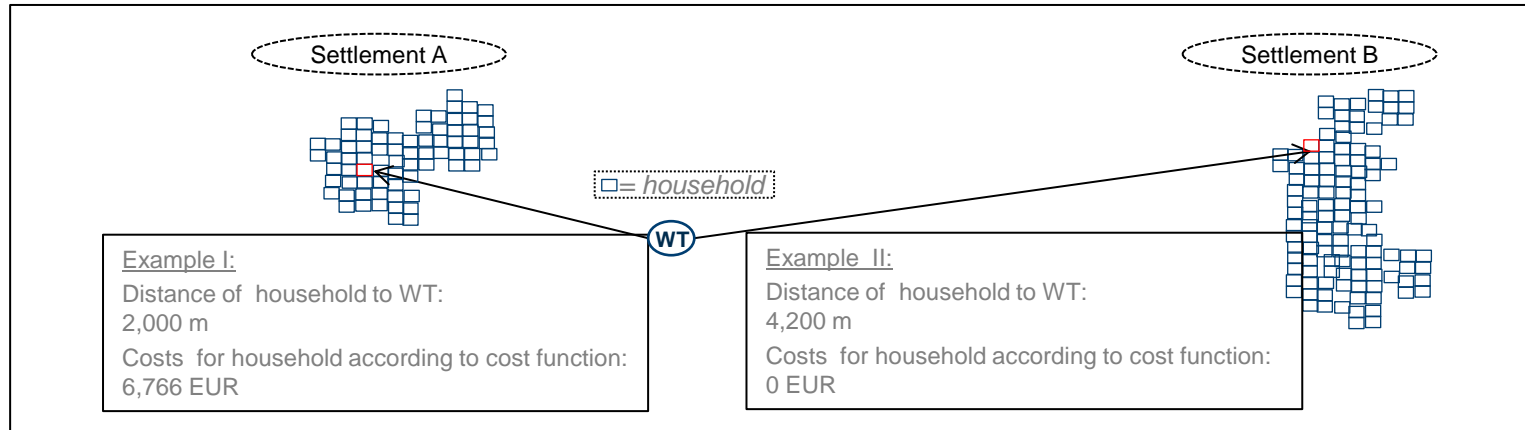 Settlement A
Settlement B
= household
WT
Example I:
Distance of household to WT:
2,000 m
Costs for household according to cost function:
6,766 EUR
Example II:
Distance of household to WT:
4,200 m
Costs for household according to cost function:
0 EUR